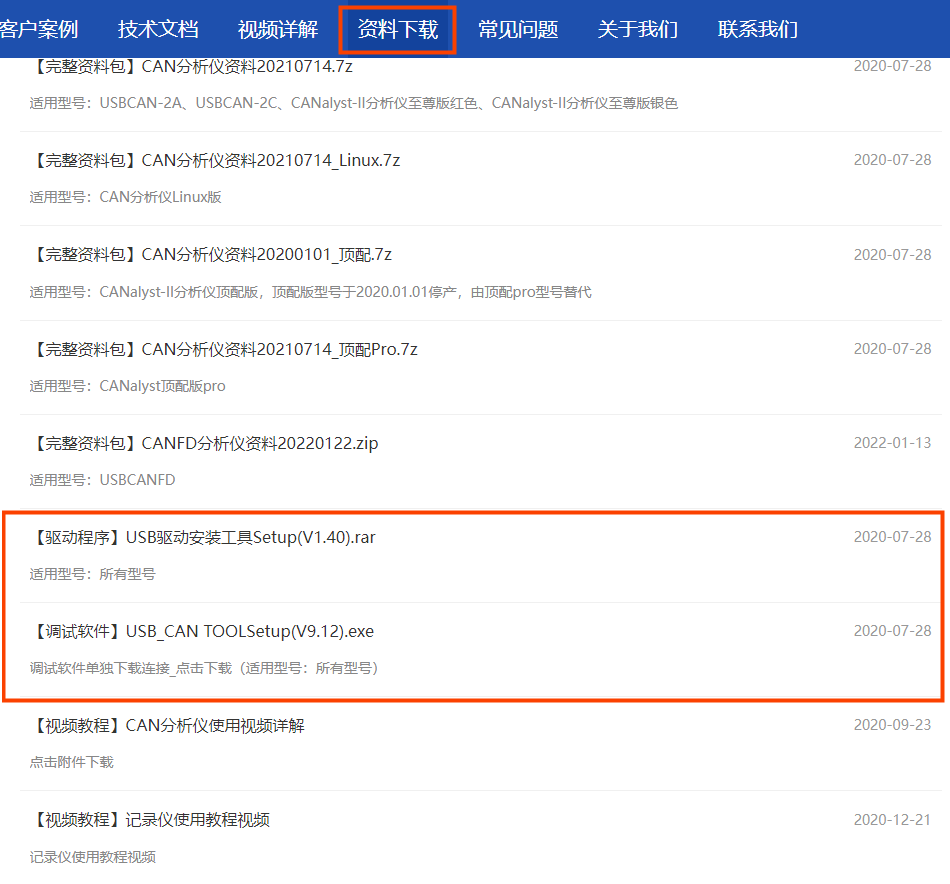 客户案例 技术文档 视频详解 资料下载 常见问题 关于我们 联系我们
【完整资料包】CAN分析仪资料20210714.7z 2020-07-28
适用型号：USBCAN-2A、USBCAN-2C、CANalyst-II分析仪至尊版红色、CANalyst-II分析仪至尊版银色
【完整资料包】CAN分析仪资料20210714_Linux.7z 2020-07-28
适用型号：CAN分析仪Linux版
【完整资料包】CAN分析仪资料20200101_顶配.7z 2020-07-28
适用型号：CANalyst-II分析仪顶配版，顶配版型号于2020.01.01停产，由顶配pro型号替代
【完整资料包】CAN分析仪资料20210714_顶配Pro.7z 2020-07-28
适用型号：CANalyst顶配版pro
【完整资料包】CANFD分析仪资料20220122.zip 2022-01-13
适用型号：USBCANFD
【驱动程序】USB驱动安装工具Setup(V1.40).rar 2020-07-28
适用型号：所有型号
【调试软件】USB_CAN TOOLSetup(V9.12).exe 2020-07-28
调试软件单独下载连接_点击下载（适用型号：所有型号）
【视频教程】CAN分析仪使用视频详解 2020-09-23
点击附件下载
【视频教程】记录仪使用教程视频 2020-12-21
记录仪使用教程视频